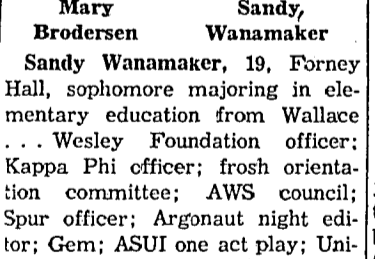 Mary Sandy,
Brodersen Wanamaker
Sandy Wanamaker, 19, Forney
Hall, sophomore majoring in ele-
mentary education from Wallace
. . . Wesley Foundation officer;
Kappa Phi officer; frosh orienta-
tion committee; AWS council;
Spur officer; Argonaut night edi-
tor; Gem; ASUI one act play; Uni-